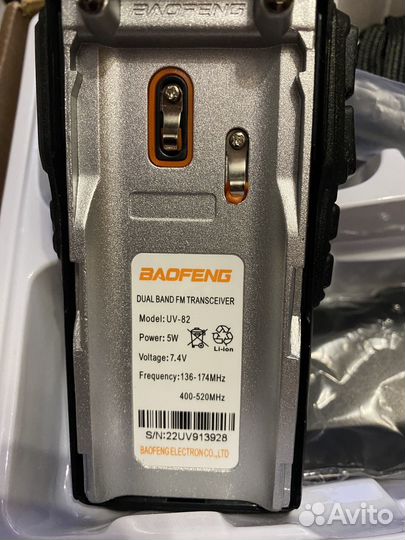 BAOFENG
BAOFENG
DUAL BAND FM TRANSCEIVER
Model: UV-82
Power: 5W
Li-ion
Voltage: 7.4V
Frequency:136-174MHz
400-520MHz
S/N:22UV913928
BAOFENG ELECTRON CO.,LTD
Avito